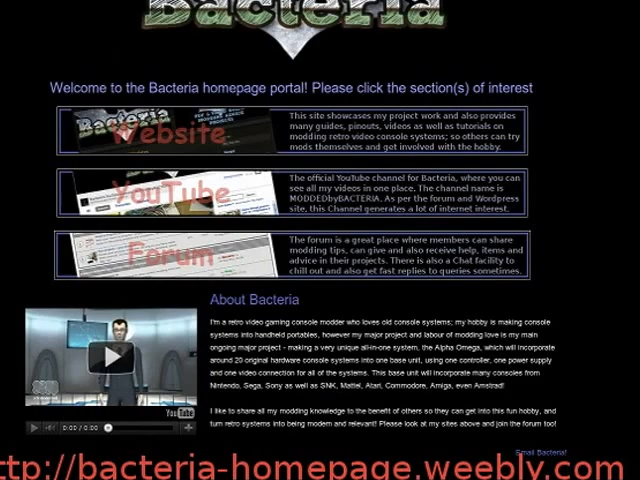 Bacteria
Welcome to the Bacteria homepage portal! Please click the section(s) of interest
Bacteria
Website
This site showcases my project work and also provides
many guides, pinouts, videos as well as tutorials on
modding retro video console systems; so others can try
mods themselves and get involved with the hobby.
YouTube
The official YouTube channel for Bacteria, where you can
see all my videos in one place. The channel name is
MODDEDbyBACTERIA. As per the forum and Wordpress
site, this Channel generates a lot of internet interest.
Forum
The forum is a great place where members can share
modding tips, can give and also receive help, items and
advice in their projects. There is also a Chat facility to
chill out and also get fast replies to queries sometimes.
About Bacteria
I'm a retro video gaming console modder who loves old console systems; my hobby is making console
systems into handheld portables, however my major project and labour of modding love is my main
ongoing major project - making a very unique all-in-one system, the Alpha Omega, which will incorporate
around 20 original hardware console systems into one base unit, using one controller, one power supply
and one video connection for all of the systems. This base unit will incorporate many consoles from
Nintendo, Sega, Sony as well as SNK, Mattel, Atari, Commodore, Amiga, even Amstrad!
I like to share all my modding knowledge to the benefit of others so they can get into this fun hobby, and
turn retro systems into being modern and relevant! Please look at my sites above and join the forum too!
YouTube
0:00 / 0:00
Email Bacteria!
ttp://bacteria-homepage.weebly.com